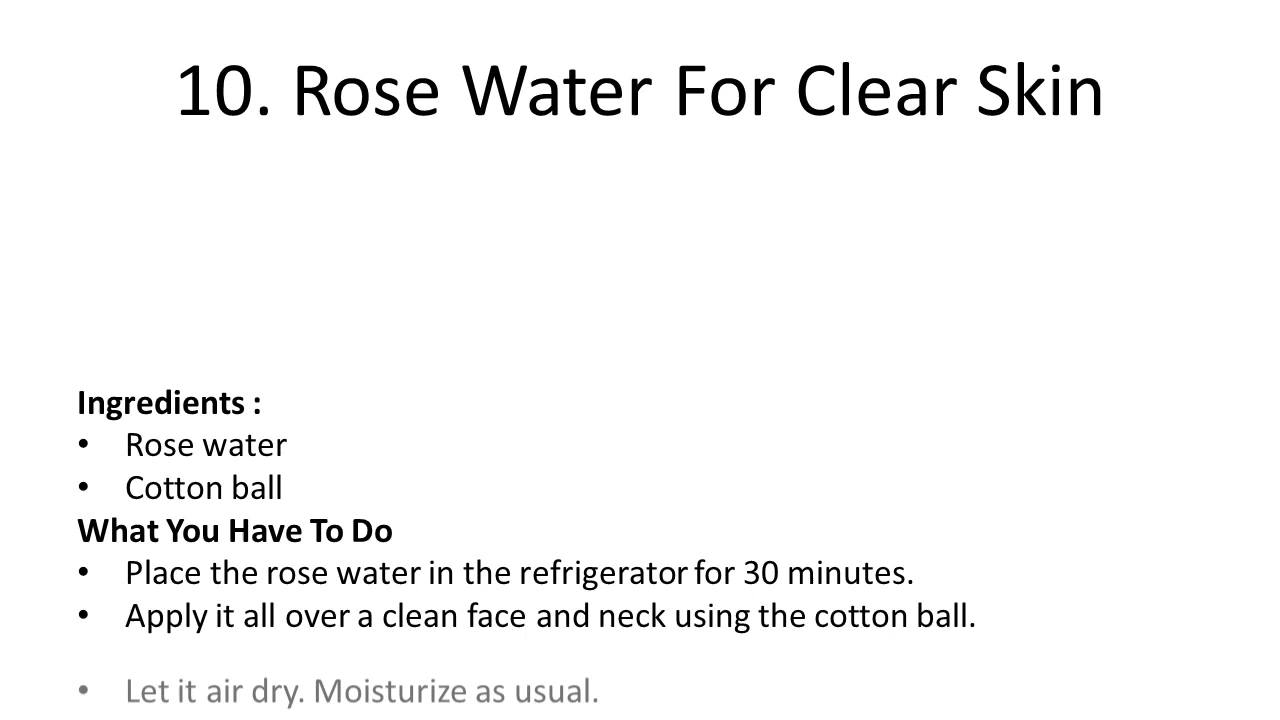 10. Rose Water For Clear Skin
Ingredients :
• Rose water
• Cotton ball
What You Have To Do
• Place the rose water in the refrigerator for 30 minutes.
• Apply it all over a clean face and neck using the cotton ball.
• Let it air dry. Moisturize as usual.